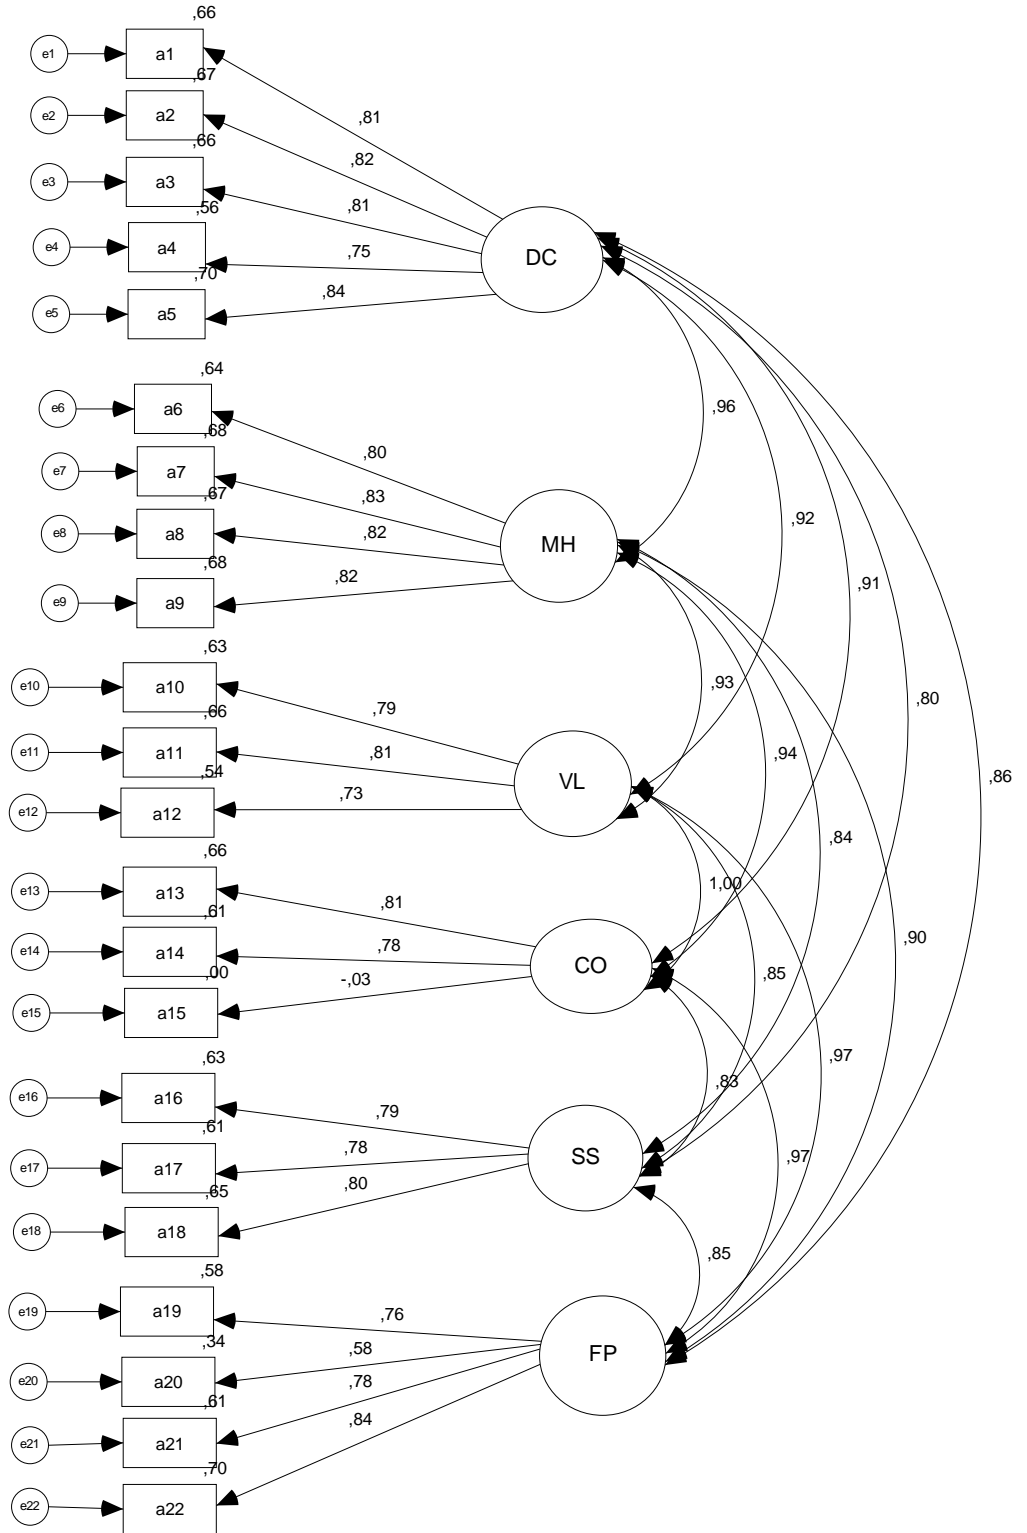 ,66
e1 a1
,67
,81
e2 a2
,66
,82
e3 a3
,56
,81
e4 a4
,70
,75
DC
e5 a5
,84
,64
e6 a6
,68
,96
,80
e7 a7
,67
,83
e8 a8
,68
,82
MH
,92
e9 a9
,82
,91
,63
e10 a10
,66
,79
,93
,80
e11 a11
,54
,81
VL
,94
,86
e12 a12
,73
,66
,84
e13 a13
,61
,81
1,00
e14 a14
,00
,78
CO
,85
,90
e15 a15
-,03
,63
,97
e16 a16
,61
,79
,83
e17 a17
,65
,78
SS
,97
e18 a18
,80
,58
,85
e19 a19
,34
,76
e20 a20
,61
,58
FP
e21 a21
,70
,78
e22 a22
,84